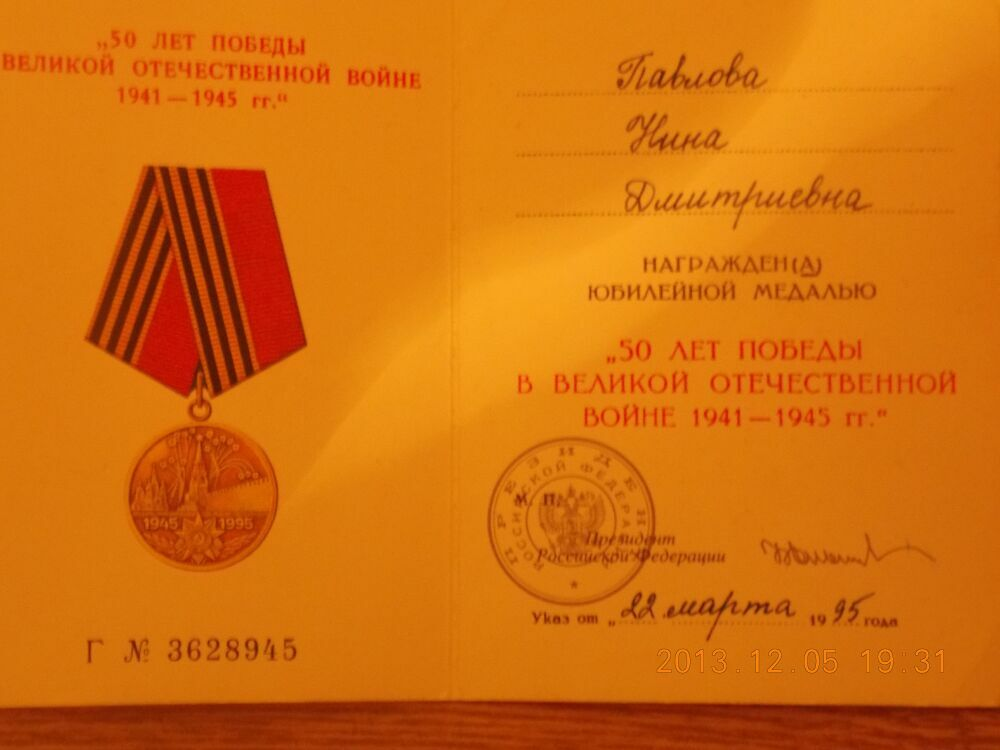 „50 ЛЕТ ПОБЕДЫ
ВЕЛИКОЙ ОТЕЧЕСТВЕННОЙ ВОЙНЕ
1941 — 1945 гг.“
1945 1995
Г № 3628945
Павлова
Нина
Дмитриевна
НАГРАЖДЕН(А)
ЮБИЛЕЙНОЙ МЕДАЛЬЮ
„50 ЛЕТ ПОБЕДЫ
В ВЕЛИКОЙ ОТЕЧЕСТВЕННОЙ
ВОЙНЕ 1941 — 1945 гг.“
ПРЕЗИДЕНТ
РОССИЙСКОЙ ФЕДЕРАЦИИ
М. П.
Президент
Российской Федерации
Указ от „22 марта 1995 года
2013.12.05 19:31